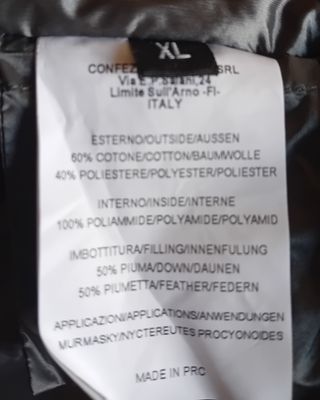 XL
CONFEZ SRL
Via E.P.Salani,24
Limite Sull'Arno -FI-
ITALY
ESTERNO/OUTSIDE/AUSSEN
60% COTONE/COTTON/BAUMWOLLE
40% POLIESTERE/POLYESTER/POLIESTER
INTERNO/INSIDE/INTERNE
100% POLIAMMIDE/POLYAMIDE/POLYAMID
IMBOTTITURA/FILLING/INNENFULUNG
50% PIUMA/DOWN/DAUNEN
50% PIUMETTA/FEATHER/FEDERN
APPLICAZIONI/APPLICATIONS/ANWENDUNGEN
MURMASKY/NYCTEREUTES PROCYONOIDES
MADE IN PRC